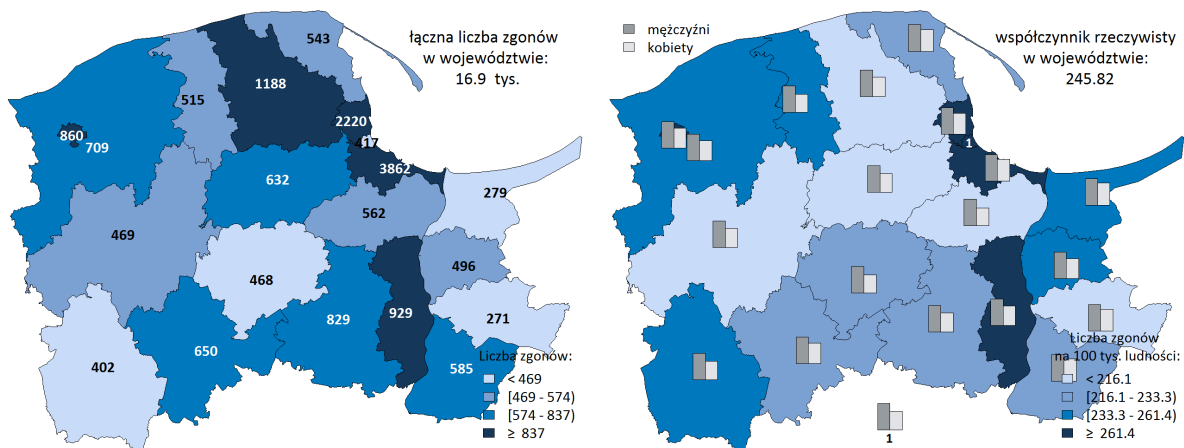 543
łączna liczba zgonów
w województwie:
16.9 tys.
1188
515
2220
860
709
417
3862
632
279
562
469
496
468
271
829
929
650
402
585
Liczba zgonów:
< 469
[469 - 574)
[574 - 837)
≥ 837
mężczyźni
kobiety
współczynnik rzeczywisty
w województwie:
245.82
1
Liczba zgonów
na 100 tys. ludności:
< 216.1
[216.1 - 233.3)
[233.3 - 261.4)
≥ 261.4
1